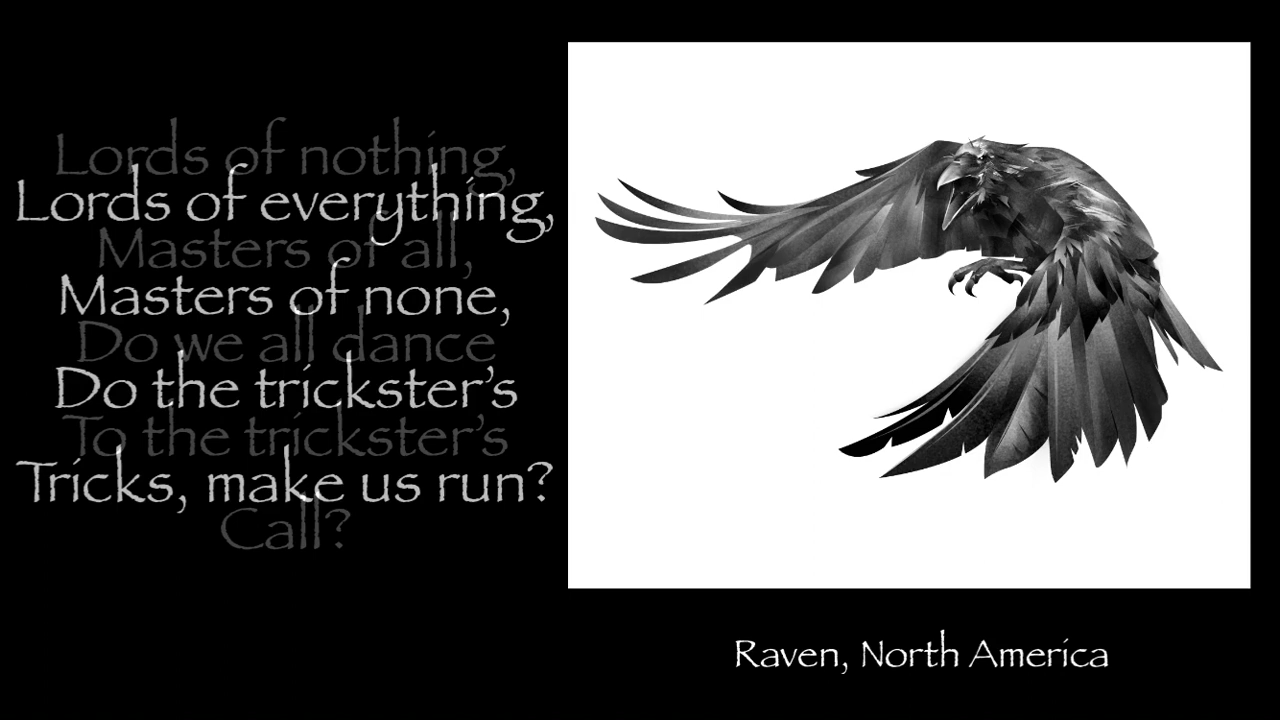 Lords of nothing,
Lords of everything,
Masters of all,
Masters of none,
Do we all dance
Do the trickster's
To the trickster's
Tricks, make us run?
Call?
Raven, North America